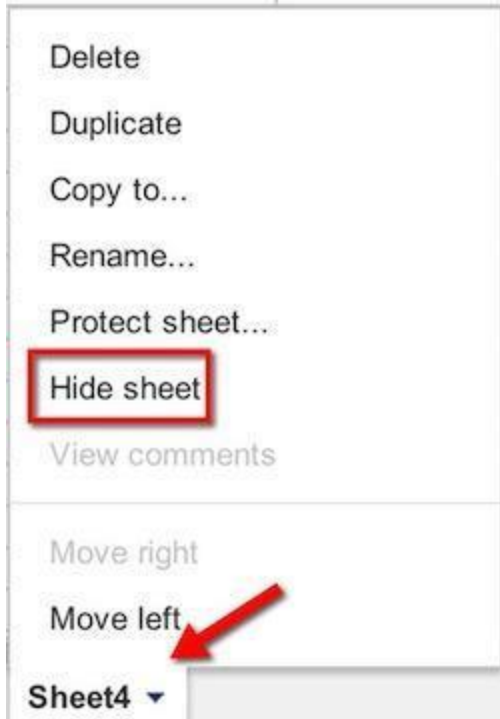 Delete
Duplicate
Copy to...
Rename...
Protect sheet...
Hide sheet
View comments
Move right
Move left
Sheet4